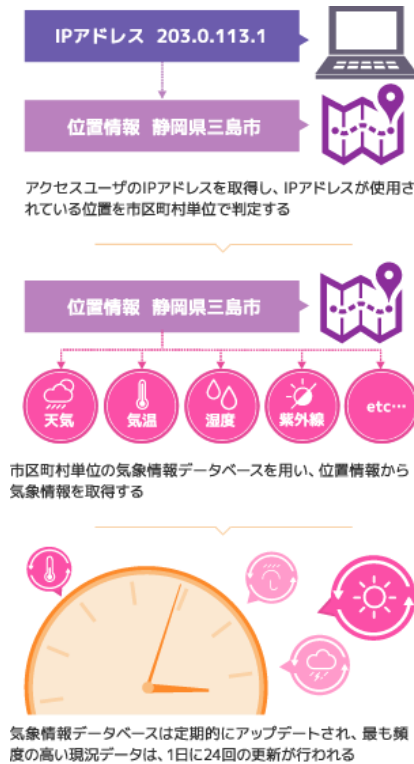 IPアドレス 203.0.113.1
位置情報 静岡県三島市
アクセスユーザのIPアドレスを取得し、IPアドレスが使用さ
れている位置を市区町村単位で判定する
位置情報 静岡県三島市
天気 気温 湿度 紫外線 etc…
市区町村単位の気象情報データベースを用い、位置情報から
気象情報を取得する
気象情報データベースは定期的にアップデートされ、最も頻
度の高い現況データは、1日に24回の更新が行われる